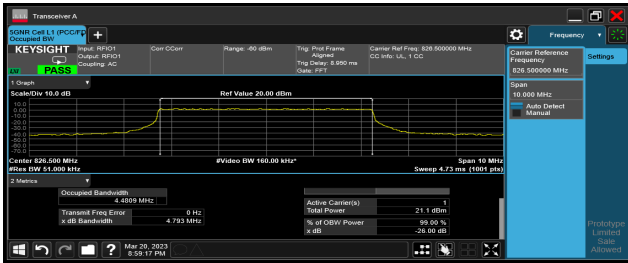 Transceiver A
5GNR Cell L1 (PCC/P
Occupied BW
+
Frequency
KEYSIGHT
LXI
PASS
Input: RFIO1
Output: RFIO1
Coupling: AC
Corr CCorr
Range: -60 dBm
Trig: Prot Frame
Aligned
Trig Delay: 8.950 ms
Gate: FFT
Carrier Ref Freq: 826.500000 MHz
CC Info: UL, 1 CC
Carrier Reference
Frequency
826.500000 MHz
Settings
Span
10.000 MHz
Auto Detect
Manual
1 Graph
Scale/Div 10.0 dB
Ref Value 20.00 dBm
10.0
0.00
-10.0
-20.0
-30.0
-40.0
-50.0
-60.0
-70.0
Center 826.500 MHz
#Video BW 160.00 kHz*
Span 10 MHz
#Res BW 51.000 kHz
Sweep 4.73 ms (1001 pts)
2 Metrics
Occupied Bandwidth
4.4809 MHz
Transmit Freq Error 0 Hz
x dB Bandwidth 4.793 MHz
Active Carrier(s) 1
Total Power 21.1 dBm
% of OBW Power 99.00 %
x dB -26.00 dB
Prototype
Limited
Sale
Allowed
?
Mar 20, 2023
8:59:17 PM